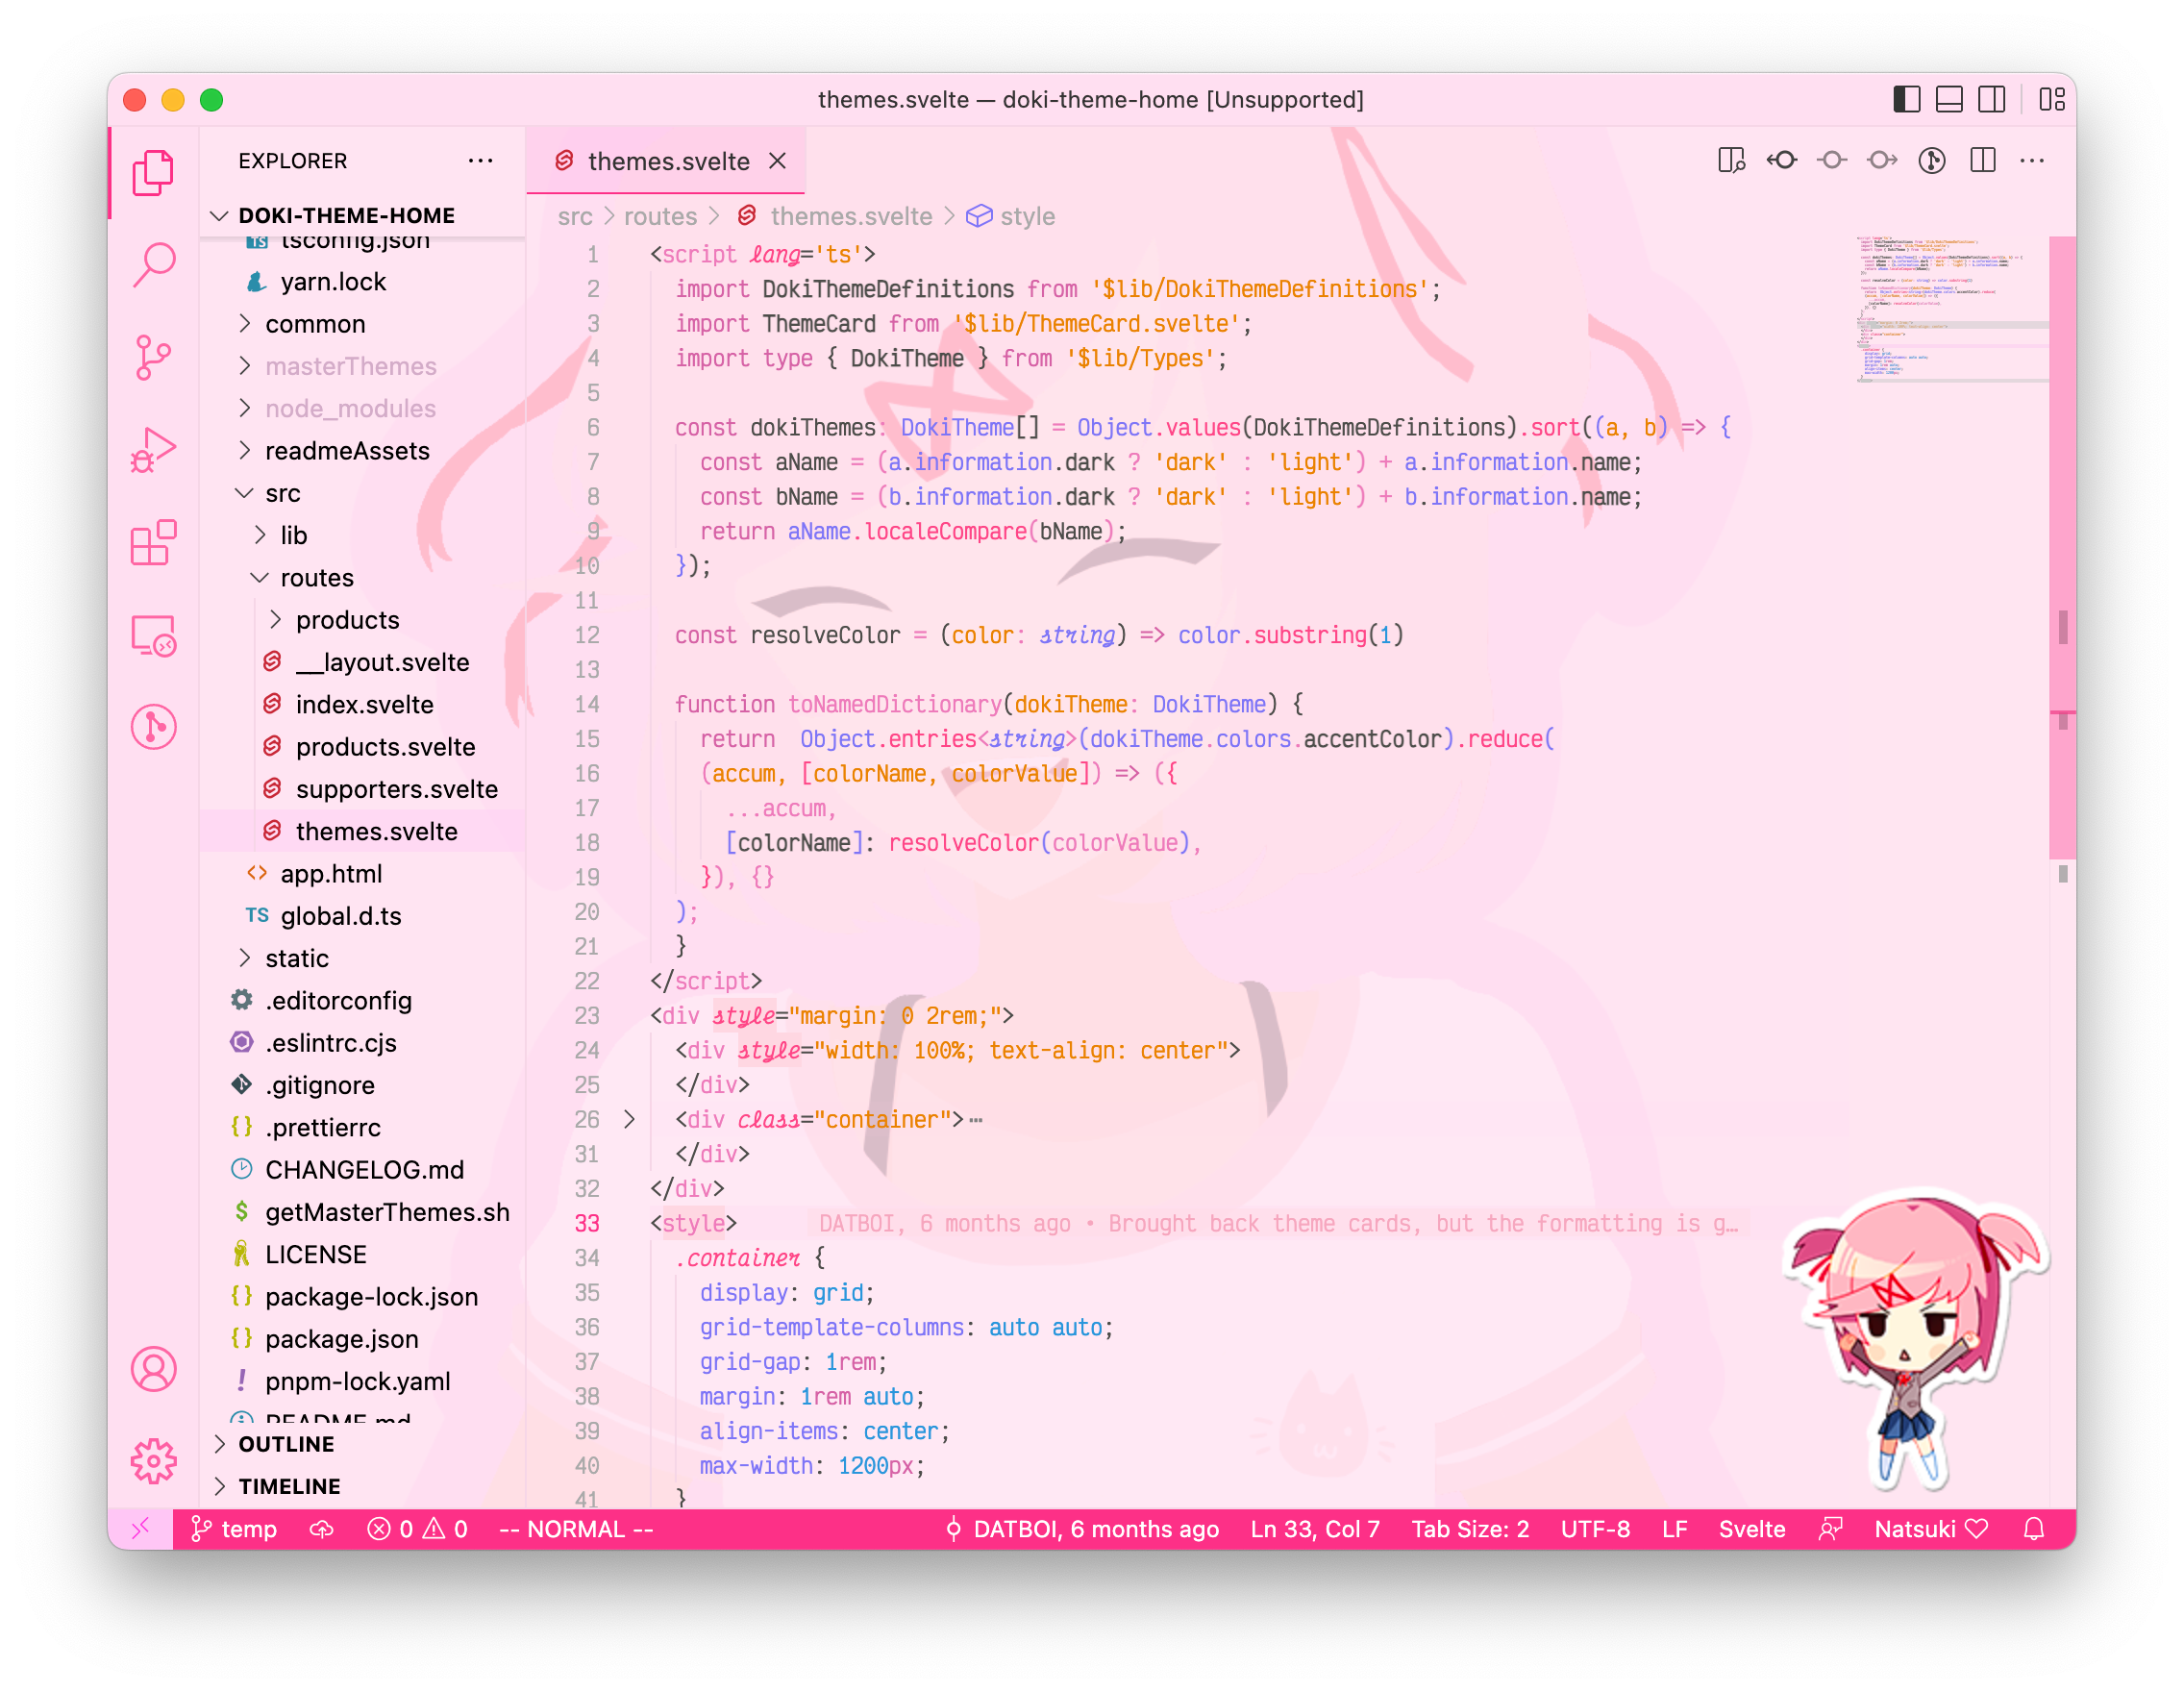 themes.svelte — doki-theme-home [Unsupported]
EXPLORER
DOKI-THEME-HOME
tsconfig.json
yarn.lock
common
masterThemes
node_modules
readmeAssets
src
lib
routes
products
__layout.svelte
index.svelte
products.svelte
supporters.svelte
themes.svelte
app.html
TS global.d.ts
static
.editorconfig
.eslintrc.cjs
.gitignore
{} .prettierrc
CHANGELOG.md
$ getMasterThemes.sh
LICENSE
{} package-lock.json
{} package.json
! pnpm-lock.yaml
README.md
OUTLINE
TIMELINE
themes.svelte
src > routes > themes.svelte > style
1 <script lang='ts'>
2 import DokiThemeDefinitions from '$lib/DokiThemeDefinitions';
3 import ThemeCard from '$lib/ThemeCard.svelte';
4 import type { DokiTheme } from '$lib/Types';
5
6 const dokiThemes: DokiTheme[] = Object.values(DokiThemeDefinitions).sort((a, b) => {
7 const aName = (a.information.dark ? 'dark' : 'light') + a.information.name;
8 const bName = (b.information.dark ? 'dark' : 'light') + b.information.name;
9 return aName.localeCompare(bName);
10 });
11
12 const resolveColor = (color: string) => color.substring(1)
13
14 function toNamedDictionary(dokiTheme: DokiTheme) {
15 return  Object.entries<string>(dokiTheme.colors.accentColor).reduce(
16 (accum, [colorName, colorValue]) => ({
17 ...accum,
18 [colorName]: resolveColor(colorValue),
19 }), {}
20 );
21 }
22 </script>
23 <div style="margin: 0 2rem;">
24 <div style="width: 100%; text-align: center">
25 </div>
26 <div class="container">…
31 </div>
32 </div>
33 <style> DATBOI, 6 months ago • Brought back theme cards, but the formatting is g…
34 .container {
35 display: grid;
36 grid-template-columns: auto auto;
37 grid-gap: 1rem;
38 margin: 1rem auto;
39 align-items: center;
40 max-width: 1200px;
41 }
temp 0 0 -- NORMAL -- DATBOI, 6 months ago Ln 33, Col 7 Tab Size: 2 UTF-8 LF Svelte Natsuki ♡